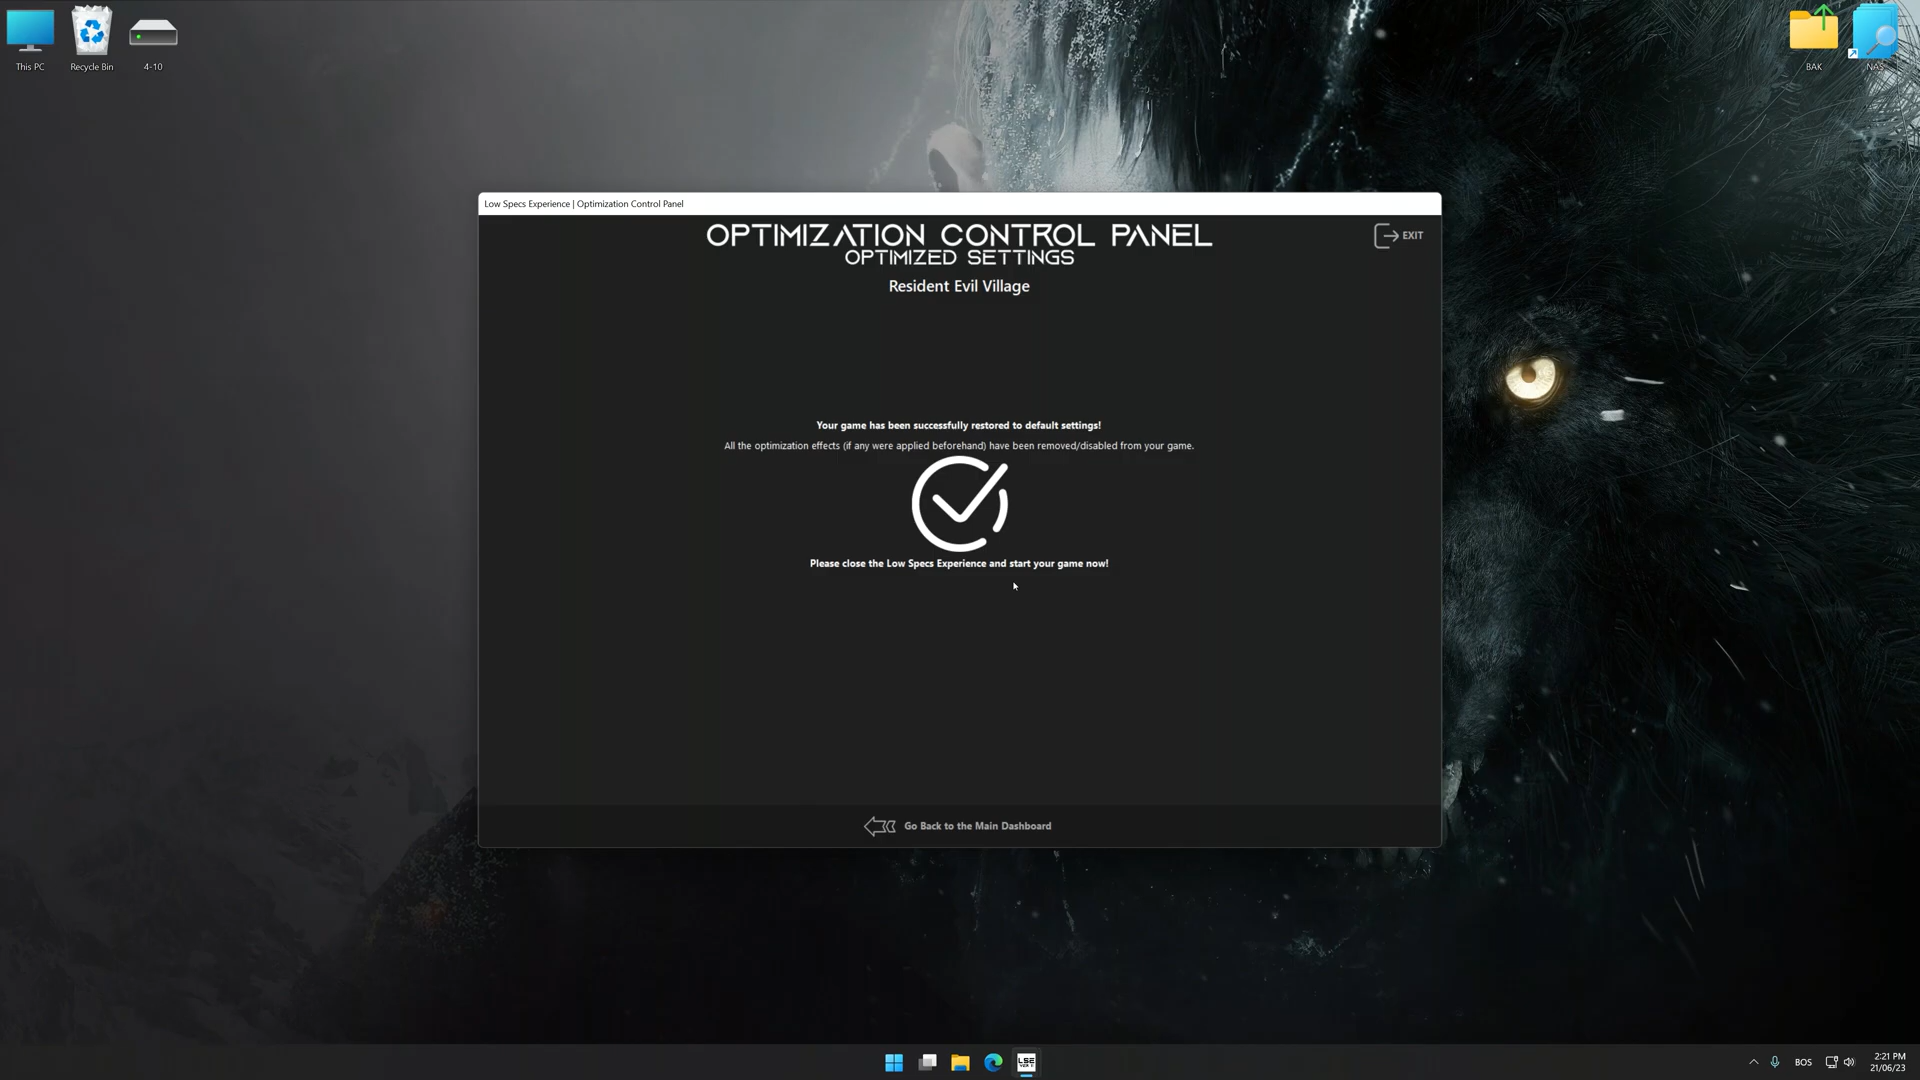 This PC
Recycle Bin
4-10
BAK
NAS
Low Specs Experience | Optimization Control Panel
OPTIMIZATION CONTROL PANEL
OPTIMIZED SETTINGS
EXIT
Resident Evil Village
Your game has been successfully restored to default settings!
All the optimization effects (if any were applied beforehand) have been removed/disabled from your game.
Please close the Low Specs Experience and start your game now!
Go Back to the Main Dashboard
LSE
BOS
2:21 PM
21/06/23